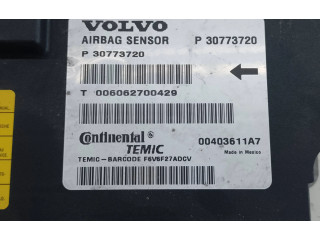 VOLVO
AIRBAG SENSOR P 30773720
P 30773720
T 006062700429
Continental
TEMIC 00403611A7
Made in Mexico
TEMIC-BARCODE F6V6F27ADCV